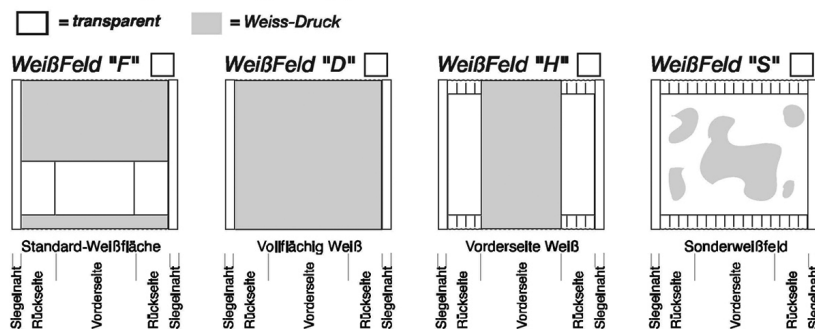 = transparent
= Weiss-Druck
WeißFeld "F"
WeißFeld "D"
WeißFeld "H"
WeißFeld "S"
Standard-Weißfläche
Vollflächig Weiß
Vorderseite Weiß
Sonderweißfeld
Siegelnaht
Rückseite
Vorderseite
Rückseite
Siegelnaht
Siegelnaht
Rückseite
Vorderseite
Rückseite
Siegelnaht
Siegelnaht
Rückseite
Vorderseite
Rückseite
Siegelnaht
Siegelnaht
Rückseite
Vorderseite
Rückseite
Siegelnaht